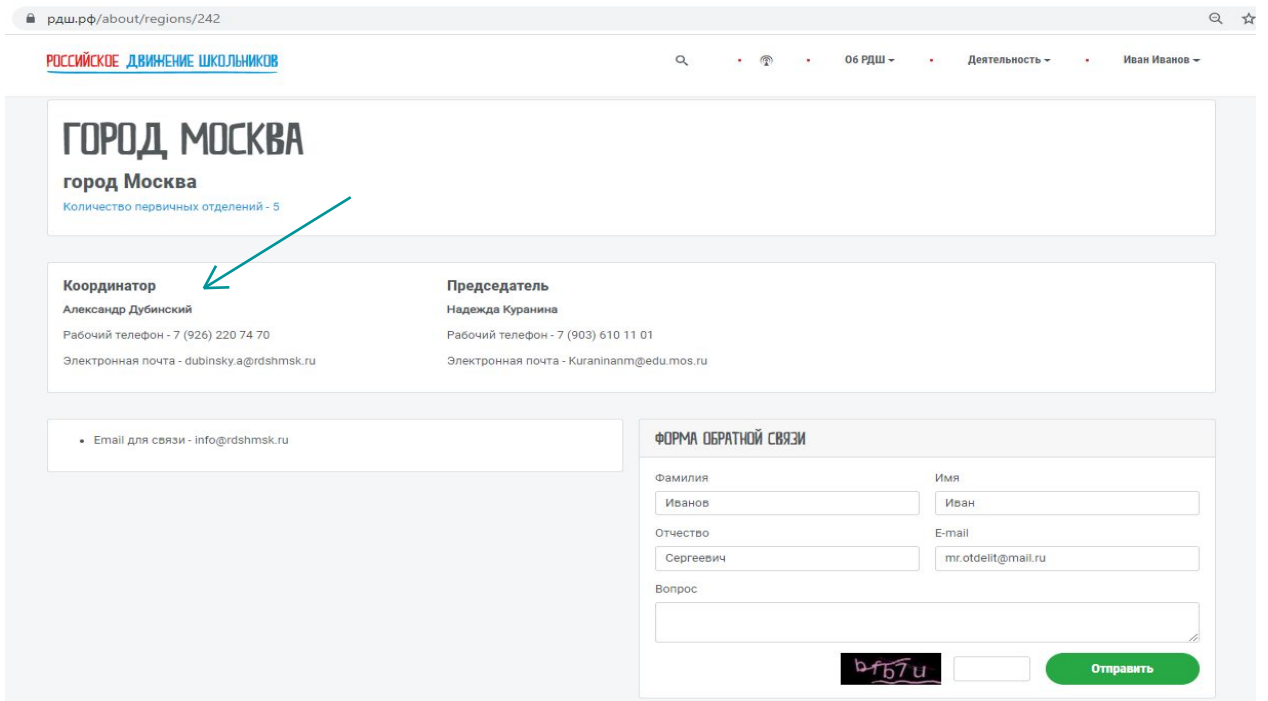 рдш.рф/about/regions/242
РОССИЙСКОЕ ДВИЖЕНИЕ ШКОЛЬНИКОВ
Об РДШ
Деятельность
Иван Иванов
ГОРОД МОСКВА
город Москва
Количество первичных отделений - 5
Координатор
Александр Дубинский
Рабочий телефон - 7 (926) 220 74 70
Электронная почта - dubinsky.a@rdshmsk.ru
Председатель
Надежда Куранина
Рабочий телефон - 7 (903) 610 11 01
Электронная почта - Kuraninanm@edu.mos.ru
• Email для связи - info@rdshmsk.ru
ФОРМА ОБРАТНОЙ СВЯЗИ
Фамилия
Иванов
Имя
Иван
Отчество
Сергеевич
E-mail
mr.otdelit@mail.ru
Вопрос
bfb7u
Отправить